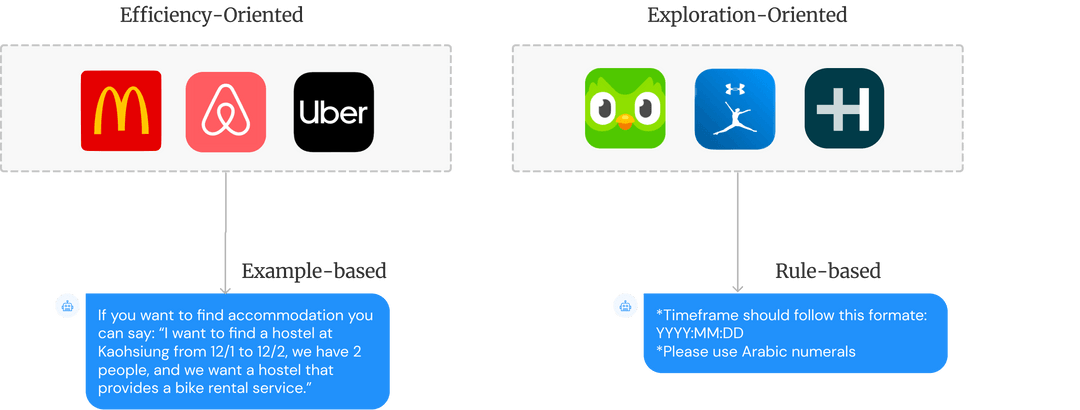 Efficiency-Oriented
Exploration-Oriented
Uber
Example-based
Rule-based
If you want to find accommodation you
can say: “I want to find a hostel at
Kaohsiung from 12/1 to 12/2, we have 2
people, and we want a hostel that
provides a bike rental service.”
*Timeframe should follow this formate:
YYYY:MM:DD
*Please use Arabic numerals